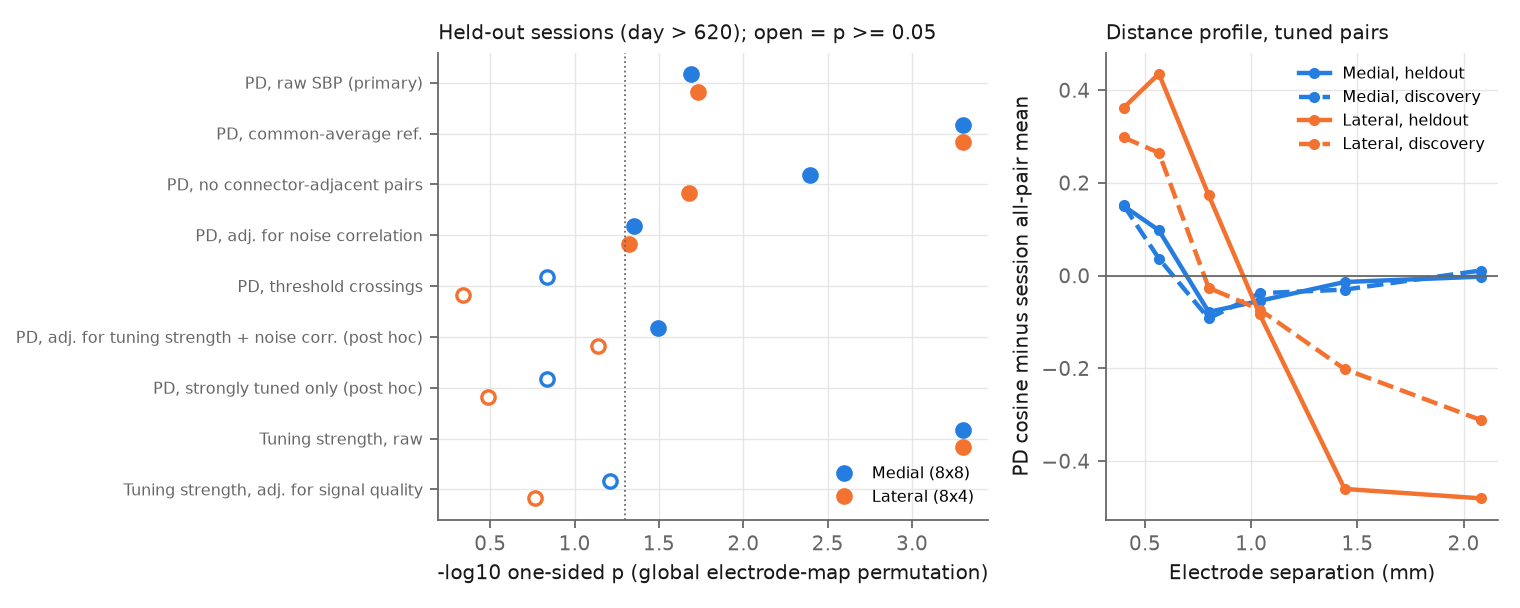 Held-out sessions (day > 620); open = p >= 0.05
PD, raw SBP (primary)
PD, common-average ref.
PD, no connector-adjacent pairs
PD, adj. for noise correlation
PD, threshold crossings
PD, adj. for tuning strength + noise corr. (post hoc)
PD, strongly tuned only (post hoc)
Tuning strength, raw
Tuning strength, adj. for signal quality
Medial (8x8)
Lateral (8x4)
0.5 1.0 1.5 2.0 2.5 3.0
-log10 one-sided p (global electrode-map permutation)
Distance profile, tuned pairs
Medial, heldout
Medial, discovery
Lateral, heldout
Lateral, discovery
PD cosine minus session all-pair mean
0.4
0.2
0.0
−0.2
−0.4
0.5 1.0 1.5 2.0
Electrode separation (mm)